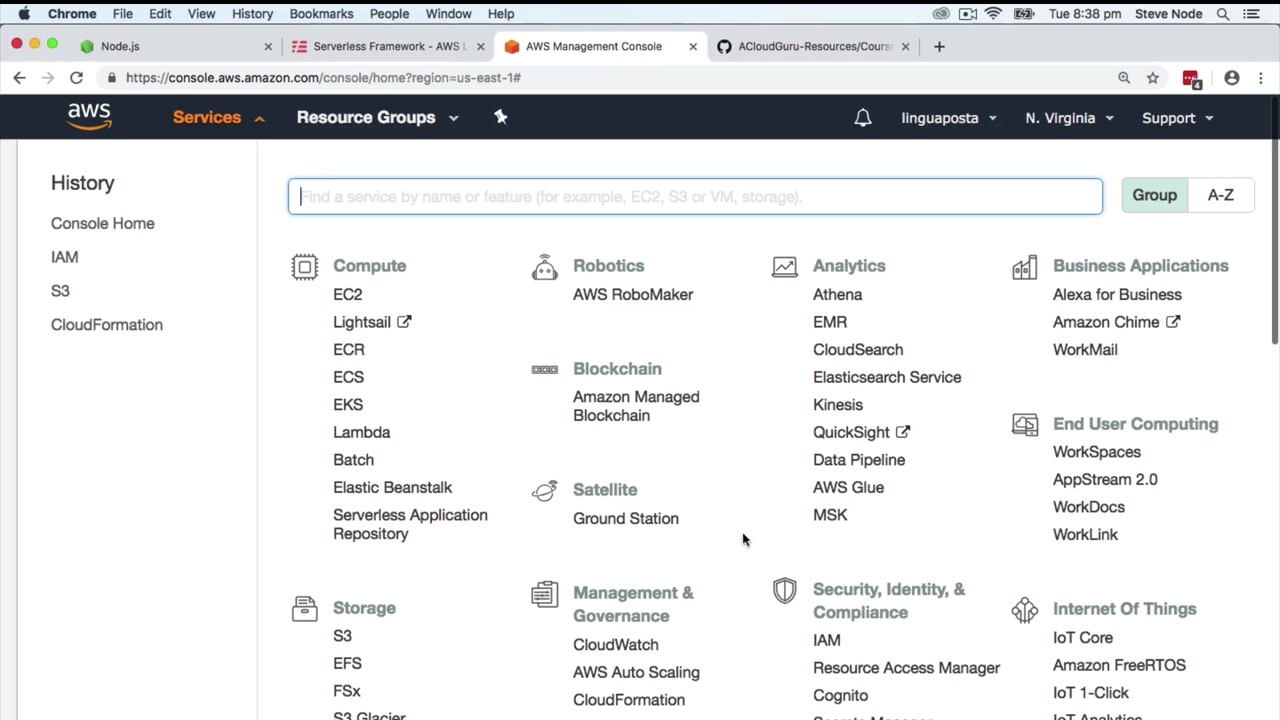 Chrome File Edit View History Bookmarks People Window Help Tue 8:38 pm Steve Node
Node.js Serverless Framework - AWS L AWS Management Console ACloudGuru-Resources/Course
https://console.aws.amazon.com/console/home?region=us-east-1# 4
aws Services Resource Groups linguaposta N. Virginia Support
History
Console Home
IAM
S3
CloudFormation
Find a service by name or feature (for example, EC2, S3 or VM, storage).
Group A-Z
Compute
EC2
Lightsail
ECR
ECS
EKS
Lambda
Batch
Elastic Beanstalk
Serverless Application
Repository
Storage
S3
EFS
FSx
S3 Glacier
Robotics
AWS RoboMaker
Blockchain
Amazon Managed
Blockchain
Satellite
Ground Station
Management &
Governance
CloudWatch
AWS Auto Scaling
CloudFormation
Analytics
Athena
EMR
CloudSearch
Elasticsearch Service
Kinesis
QuickSight
Data Pipeline
AWS Glue
MSK
Security, Identity, &
Compliance
IAM
Resource Access Manager
Cognito
Secrets Manager
Business Applications
Alexa for Business
Amazon Chime
WorkMail
End User Computing
WorkSpaces
AppStream 2.0
WorkDocs
WorkLink
Internet Of Things
IoT Core
Amazon FreeRTOS
IoT 1-Click
IoT Analytics